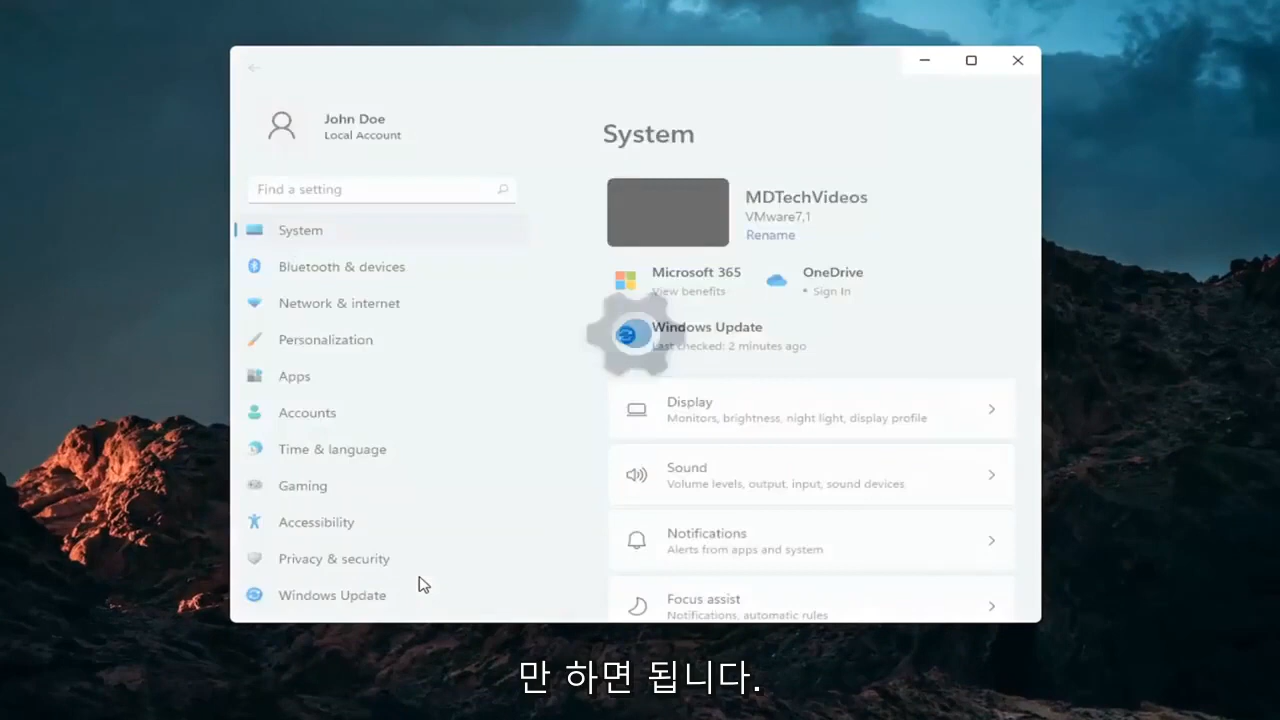 John Doe
Local Account
Find a setting
System
Bluetooth & devices
Network & internet
Personalization
Apps
Accounts
Time & language
Gaming
Accessibility
Privacy & security
Windows Update
System
MDTechVideos
VMware7,1
Rename
Microsoft 365
View benefits
OneDrive
• Sign In
Windows Update
Last checked: 2 minutes ago
Display
Monitors, brightness, night light, display profile
Sound
Volume levels, output, input, sound devices
Notifications
Alerts from apps and system
Focus assist
Notifications, automatic rules
만 하면 됩니다.